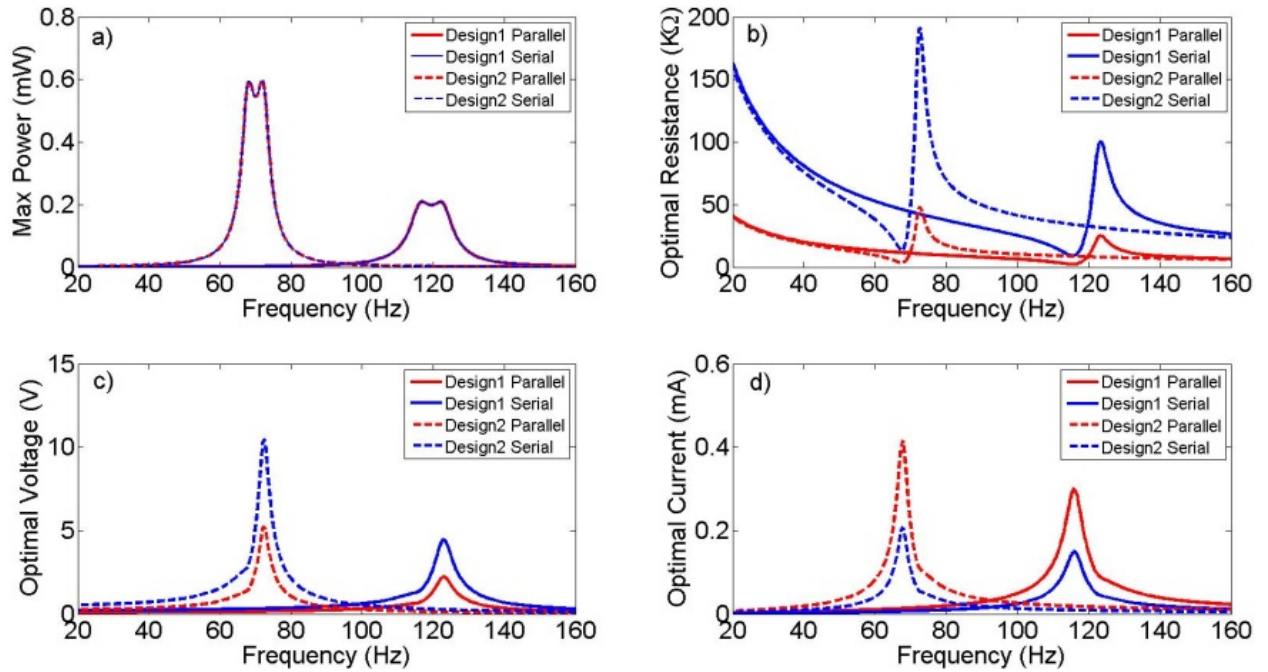 a)
Max Power (mW)
0.8
0.6
0.4
0.2
0
Design1 Parallel
Design1 Serial
Design2 Parallel
Design2 Serial
20 40 60 80 100 120 140 160
Frequency (Hz)
b)
Optimal Resistance (KΩ)
200
150
100
50
0
Design1 Parallel
Design1 Serial
Design2 Parallel
Design2 Serial
20 40 60 80 100 120 140 160
Frequency (Hz)
c)
Optimal Voltage (V)
15
10
5
0
Design1 Parallel
Design1 Serial
Design2 Parallel
Design2 Serial
20 40 60 80 100 120 140 160
Frequency (Hz)
d)
Optimal Current (mA)
0.6
0.4
0.2
0
Design1 Parallel
Design1 Serial
Design2 Parallel
Design2 Serial
20 40 60 80 100 120 140 160
Frequency (Hz)